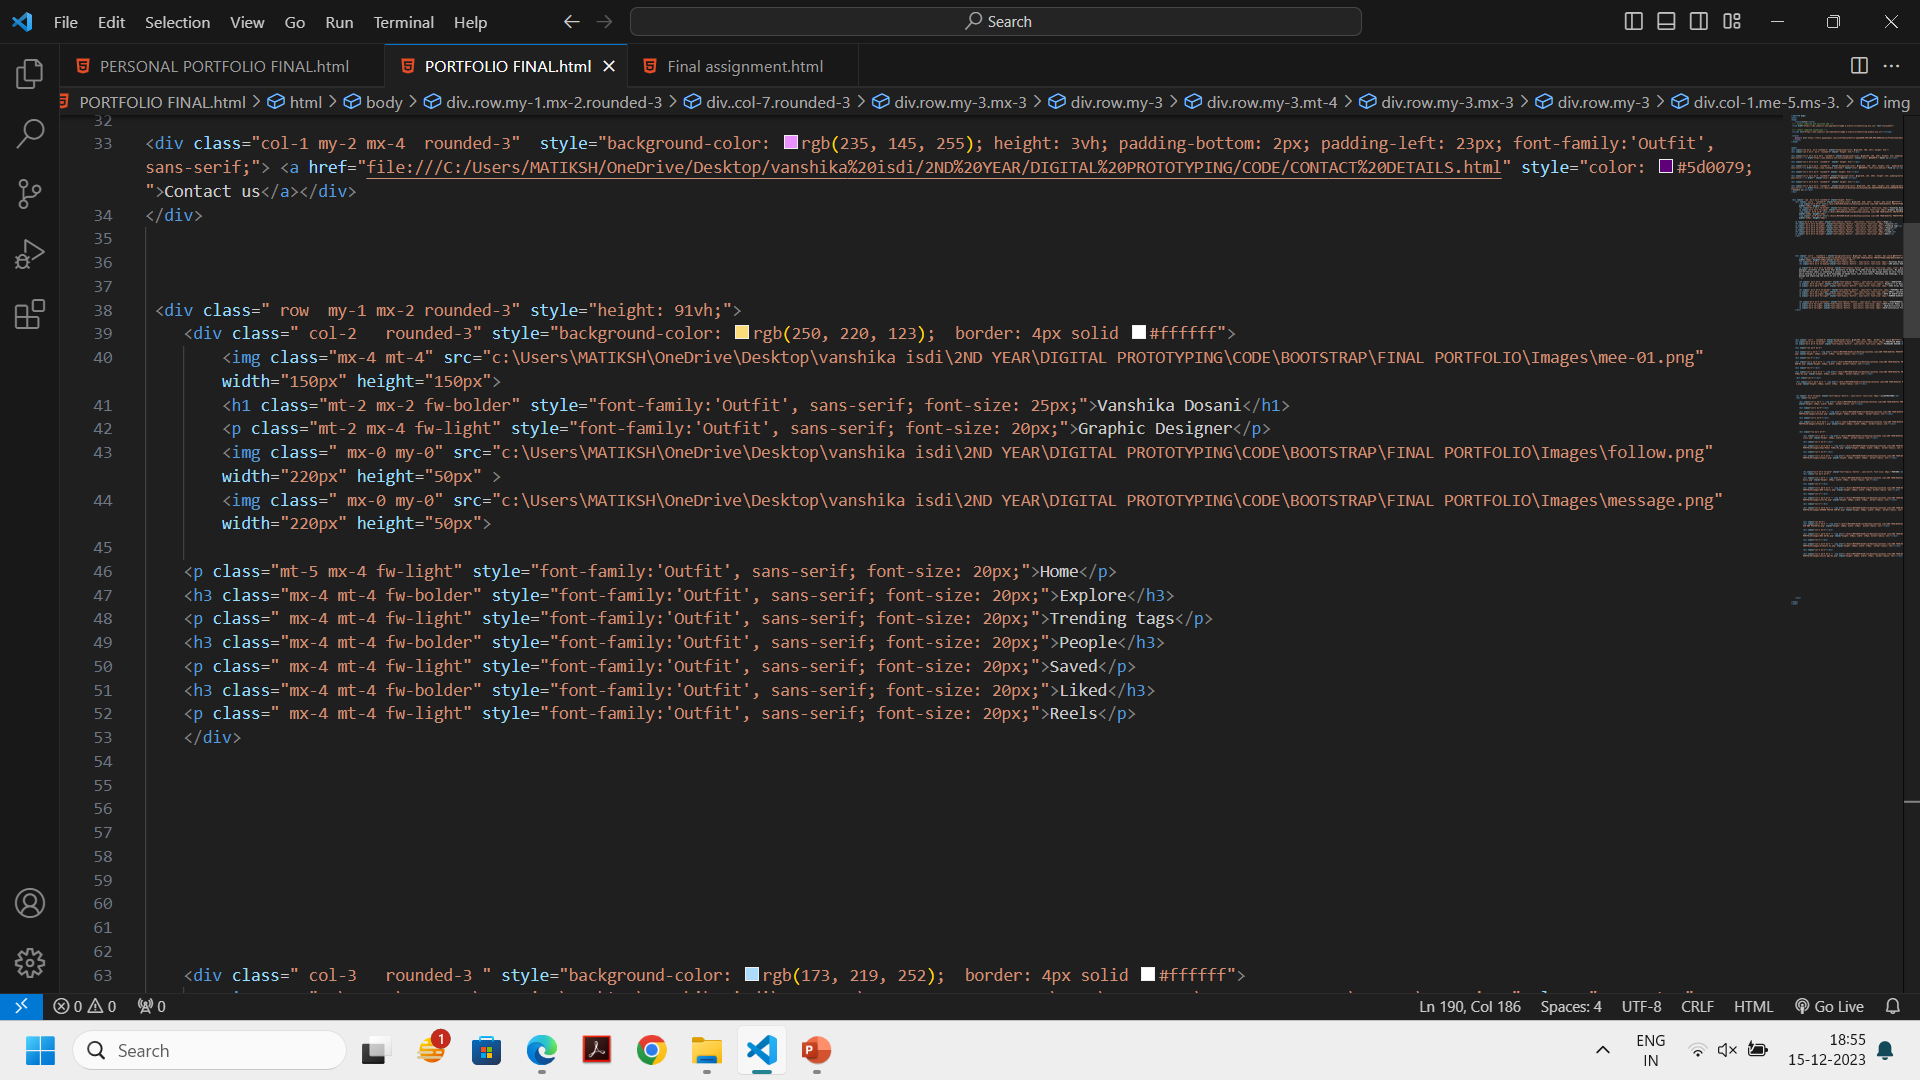 File Edit Selection View Go Run Terminal Help
Search
PERSONAL PORTFOLIO FINAL.html
PORTFOLIO FINAL.html
Final assignment.html
PORTFOLIO FINAL.html > html > body > div..row.my-1.mx-2.rounded-3 > div..col-7.rounded-3 > div.row.my-3.mx-3 > div.row.my-3 > div.row.my-3.mt-4 > div.row.my-3.mx-3 > div.row.my-3 > div.col-1.me-5.ms-3. > img
32
33 <div class="col-1 my-2 mx-4  rounded-3"  style="background-color: rgb(235, 145, 255); height: 3vh; padding-bottom: 2px; padding-left: 23px; font-family:'Outfit',
sans-serif;"> <a href="file:///C:/Users/MATIKSH/OneDrive/Desktop/vanshika%20isdi/2ND%20YEAR/DIGITAL%20PROTOTYPING/CODE/CONTACT%20DETAILS.html" style="color: #5d0079;
">Contact us</a></div>
34 </div>
35
36
37
38 <div class=" row  my-1 mx-2 rounded-3" style="height: 91vh;">
39 <div class=" col-2   rounded-3" style="background-color: rgb(250, 220, 123);  border: 4px solid #ffffff">
40 <img class="mx-4 mt-4" src="c:\Users\MATIKSH\OneDrive\Desktop\vanshika isdi\2ND YEAR\DIGITAL PROTOTYPING\CODE\BOOTSTRAP\FINAL PORTFOLIO\Images\mee-01.png"
width="150px" height="150px">
41 <h1 class="mt-2 mx-2 fw-bolder" style="font-family:'Outfit', sans-serif; font-size: 25px;">Vanshika Dosani</h1>
42 <p class="mt-2 mx-4 fw-light" style="font-family:'Outfit', sans-serif; font-size: 20px;">Graphic Designer</p>
43 <img class=" mx-0 my-0" src="c:\Users\MATIKSH\OneDrive\Desktop\vanshika isdi\2ND YEAR\DIGITAL PROTOTYPING\CODE\BOOTSTRAP\FINAL PORTFOLIO\Images\follow.png"
width="220px" height="50px" >
44 <img class=" mx-0 my-0" src="c:\Users\MATIKSH\OneDrive\Desktop\vanshika isdi\2ND YEAR\DIGITAL PROTOTYPING\CODE\BOOTSTRAP\FINAL PORTFOLIO\Images\message.png"
width="220px" height="50px">
45
46 <p class="mt-5 mx-4 fw-light" style="font-family:'Outfit', sans-serif; font-size: 20px;">Home</p>
47 <h3 class="mx-4 mt-4 fw-bolder" style="font-family:'Outfit', sans-serif; font-size: 20px;">Explore</h3>
48 <p class=" mx-4 mt-4 fw-light" style="font-family:'Outfit', sans-serif; font-size: 20px;">Trending tags</p>
49 <h3 class="mx-4 mt-4 fw-bolder" style="font-family:'Outfit', sans-serif; font-size: 20px;">People</h3>
50 <p class=" mx-4 mt-4 fw-light" style="font-family:'Outfit', sans-serif; font-size: 20px;">Saved</p>
51 <h3 class="mx-4 mt-4 fw-bolder" style="font-family:'Outfit', sans-serif; font-size: 20px;">Liked</h3>
52 <p class=" mx-4 mt-4 fw-light" style="font-family:'Outfit', sans-serif; font-size: 20px;">Reels</p>
53 </div>
54
55
56
57
58
59
60
61
62
63 <div class=" col-3   rounded-3 " style="background-color: rgb(173, 219, 252);  border: 4px solid #ffffff">
0 0 0
Ln 190, Col 186 Spaces: 4 UTF-8 CRLF HTML Go Live
Search
1
ENG
IN
18:55
15-12-2023